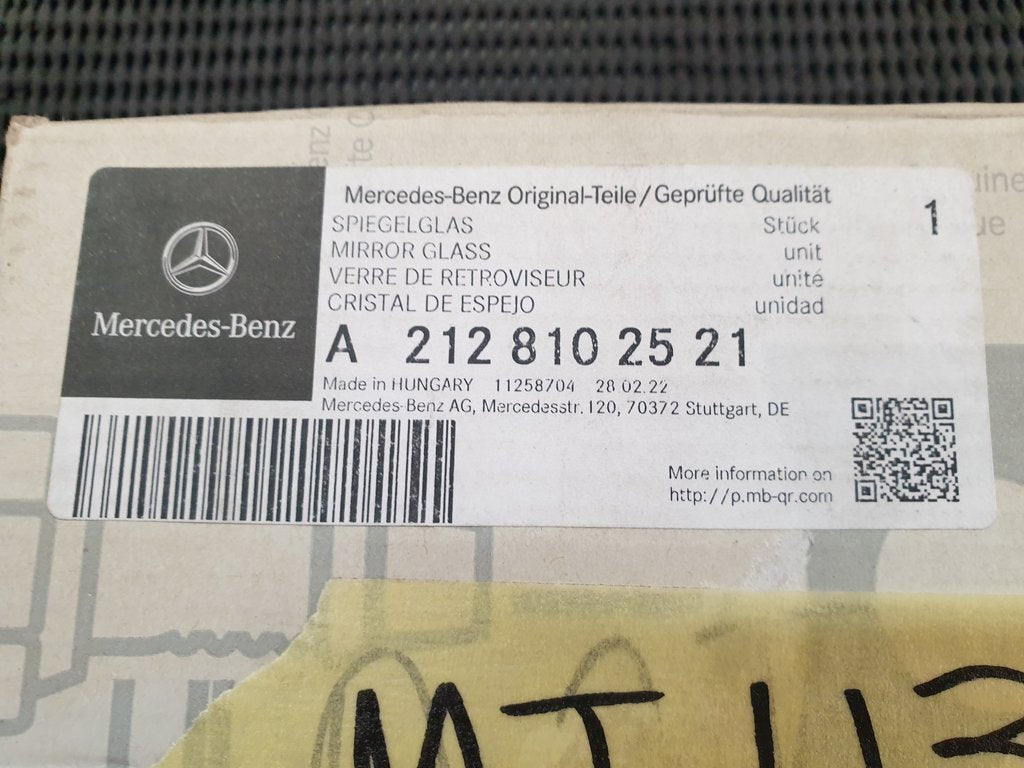 Mercedes-Benz
Mercedes-Benz Original-Teile/Geprüfte Qualität
1
SPIEGELGLAS Stück
MIRROR GLASS unit
VERRE DE RETROVISEUR unité
CRISTAL DE ESPEJO unidad
A 212 810 25 21
Made in HUNGARY 11258704 28 02.22
Mercedes-Benz AG, Mercedesstr. 120, 70372 Stuttgart, DE
More information on
http://p.mb-qr.com